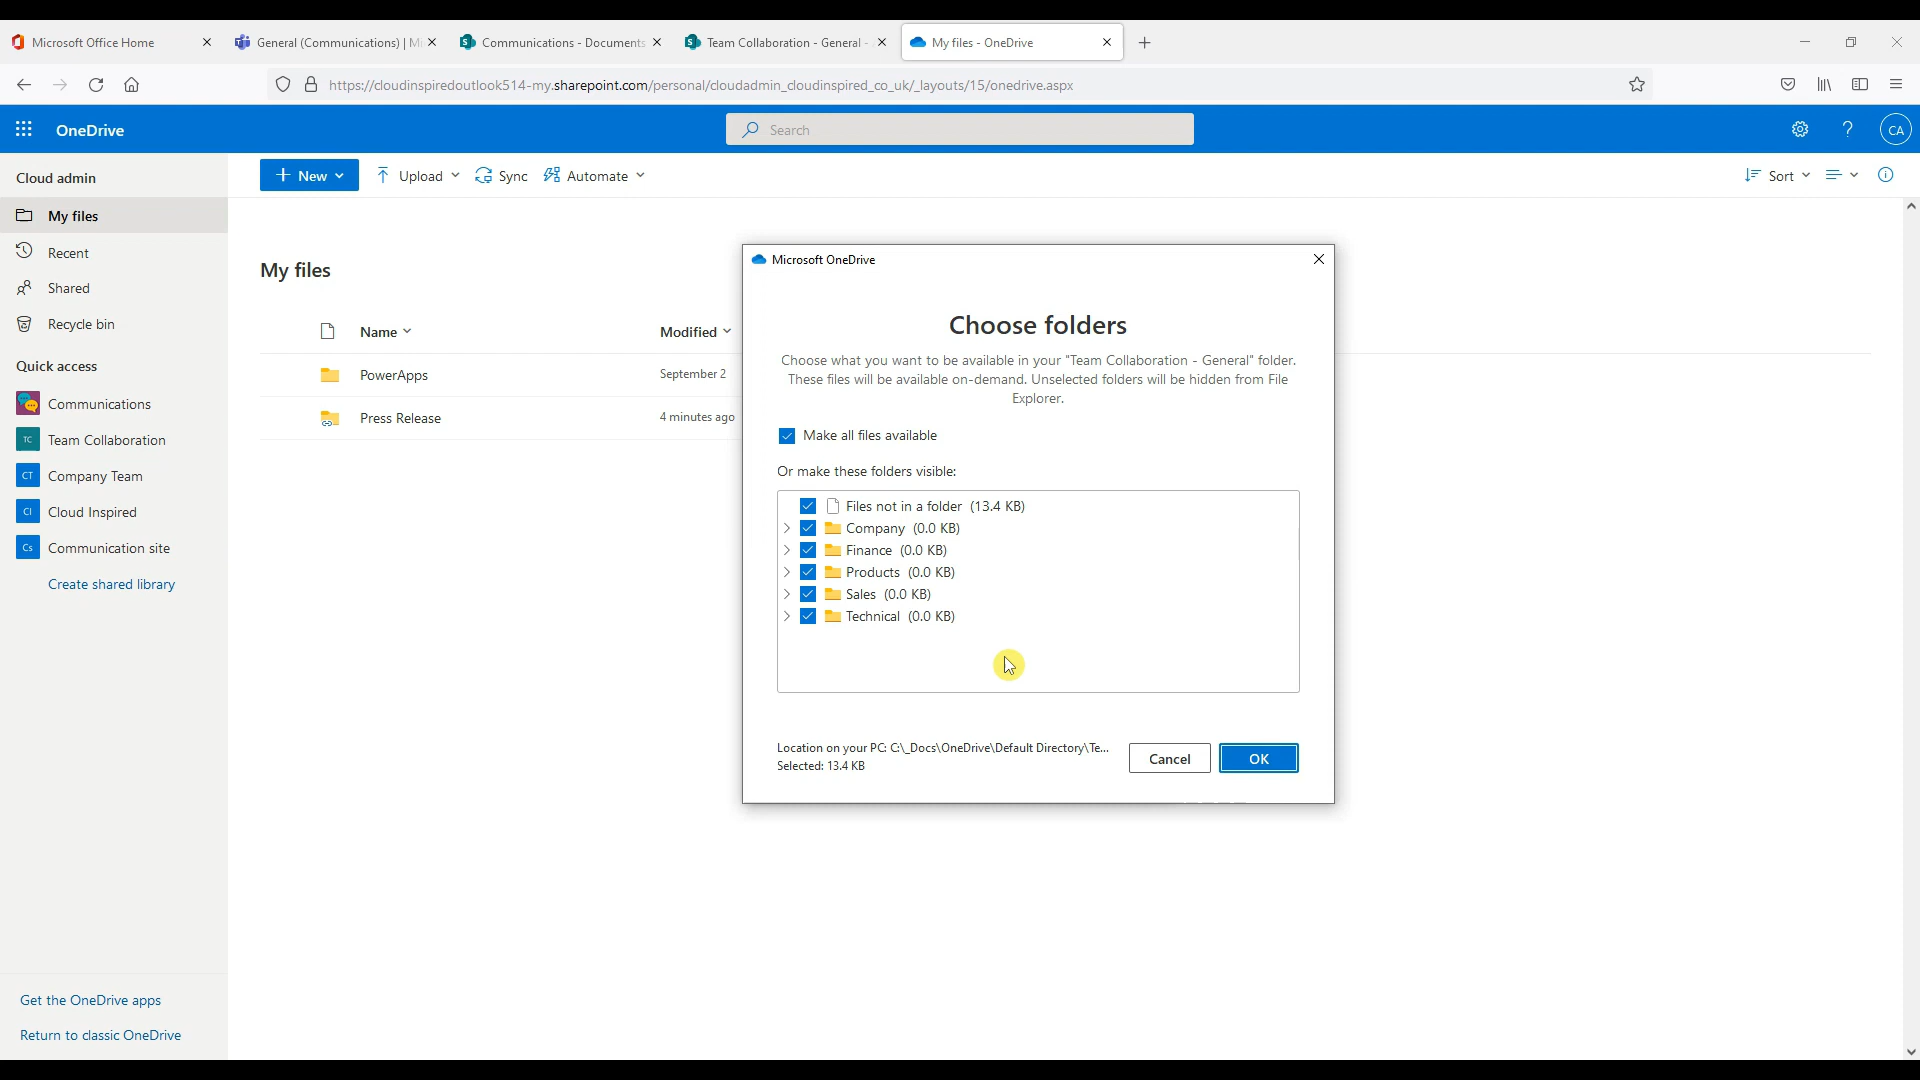 Microsoft Office Home
General (Communications) | Mi
Communications - Documents
Team Collaboration - General -
My files - OneDrive
https://cloudinspiredoutlook514-my.sharepoint.com/personal/cloudadmin_cloudinspired_co_uk/_layouts/15/onedrive.aspx
OneDrive
Search
?
CA
Cloud admin
My files
Recent
Shared
Recycle bin
Quick access
Communications
TC Team Collaboration
CT Company Team
CI Cloud Inspired
Cs Communication site
Create shared library
Get the OneDrive apps
Return to classic OneDrive
New
Upload
Sync
Automate
Sort
My files
Name
Modified
PowerApps
September 2
Press Release
4 minutes ago
Microsoft OneDrive
Choose folders
Choose what you want to be available in your "Team Collaboration - General" folder.
These files will be available on-demand. Unselected folders will be hidden from File
Explorer.
Make all files available
Or make these folders visible:
Files not in a folder (13.4 KB)
Company (0.0 KB)
Finance (0.0 KB)
Products (0.0 KB)
Sales (0.0 KB)
Technical (0.0 KB)
Location on your PC: C:\_Docs\OneDrive\Default Directory\Te...
Selected: 13.4 KB
Cancel
OK